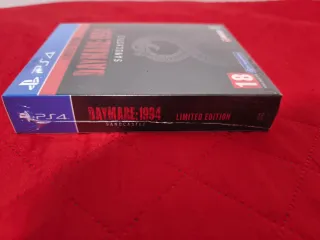 PS4
DAYMARE: 1994
SANDCASTLE
18
PS4
DAYMARE: 1994
SANDCASTLE
LIMITED EDITION